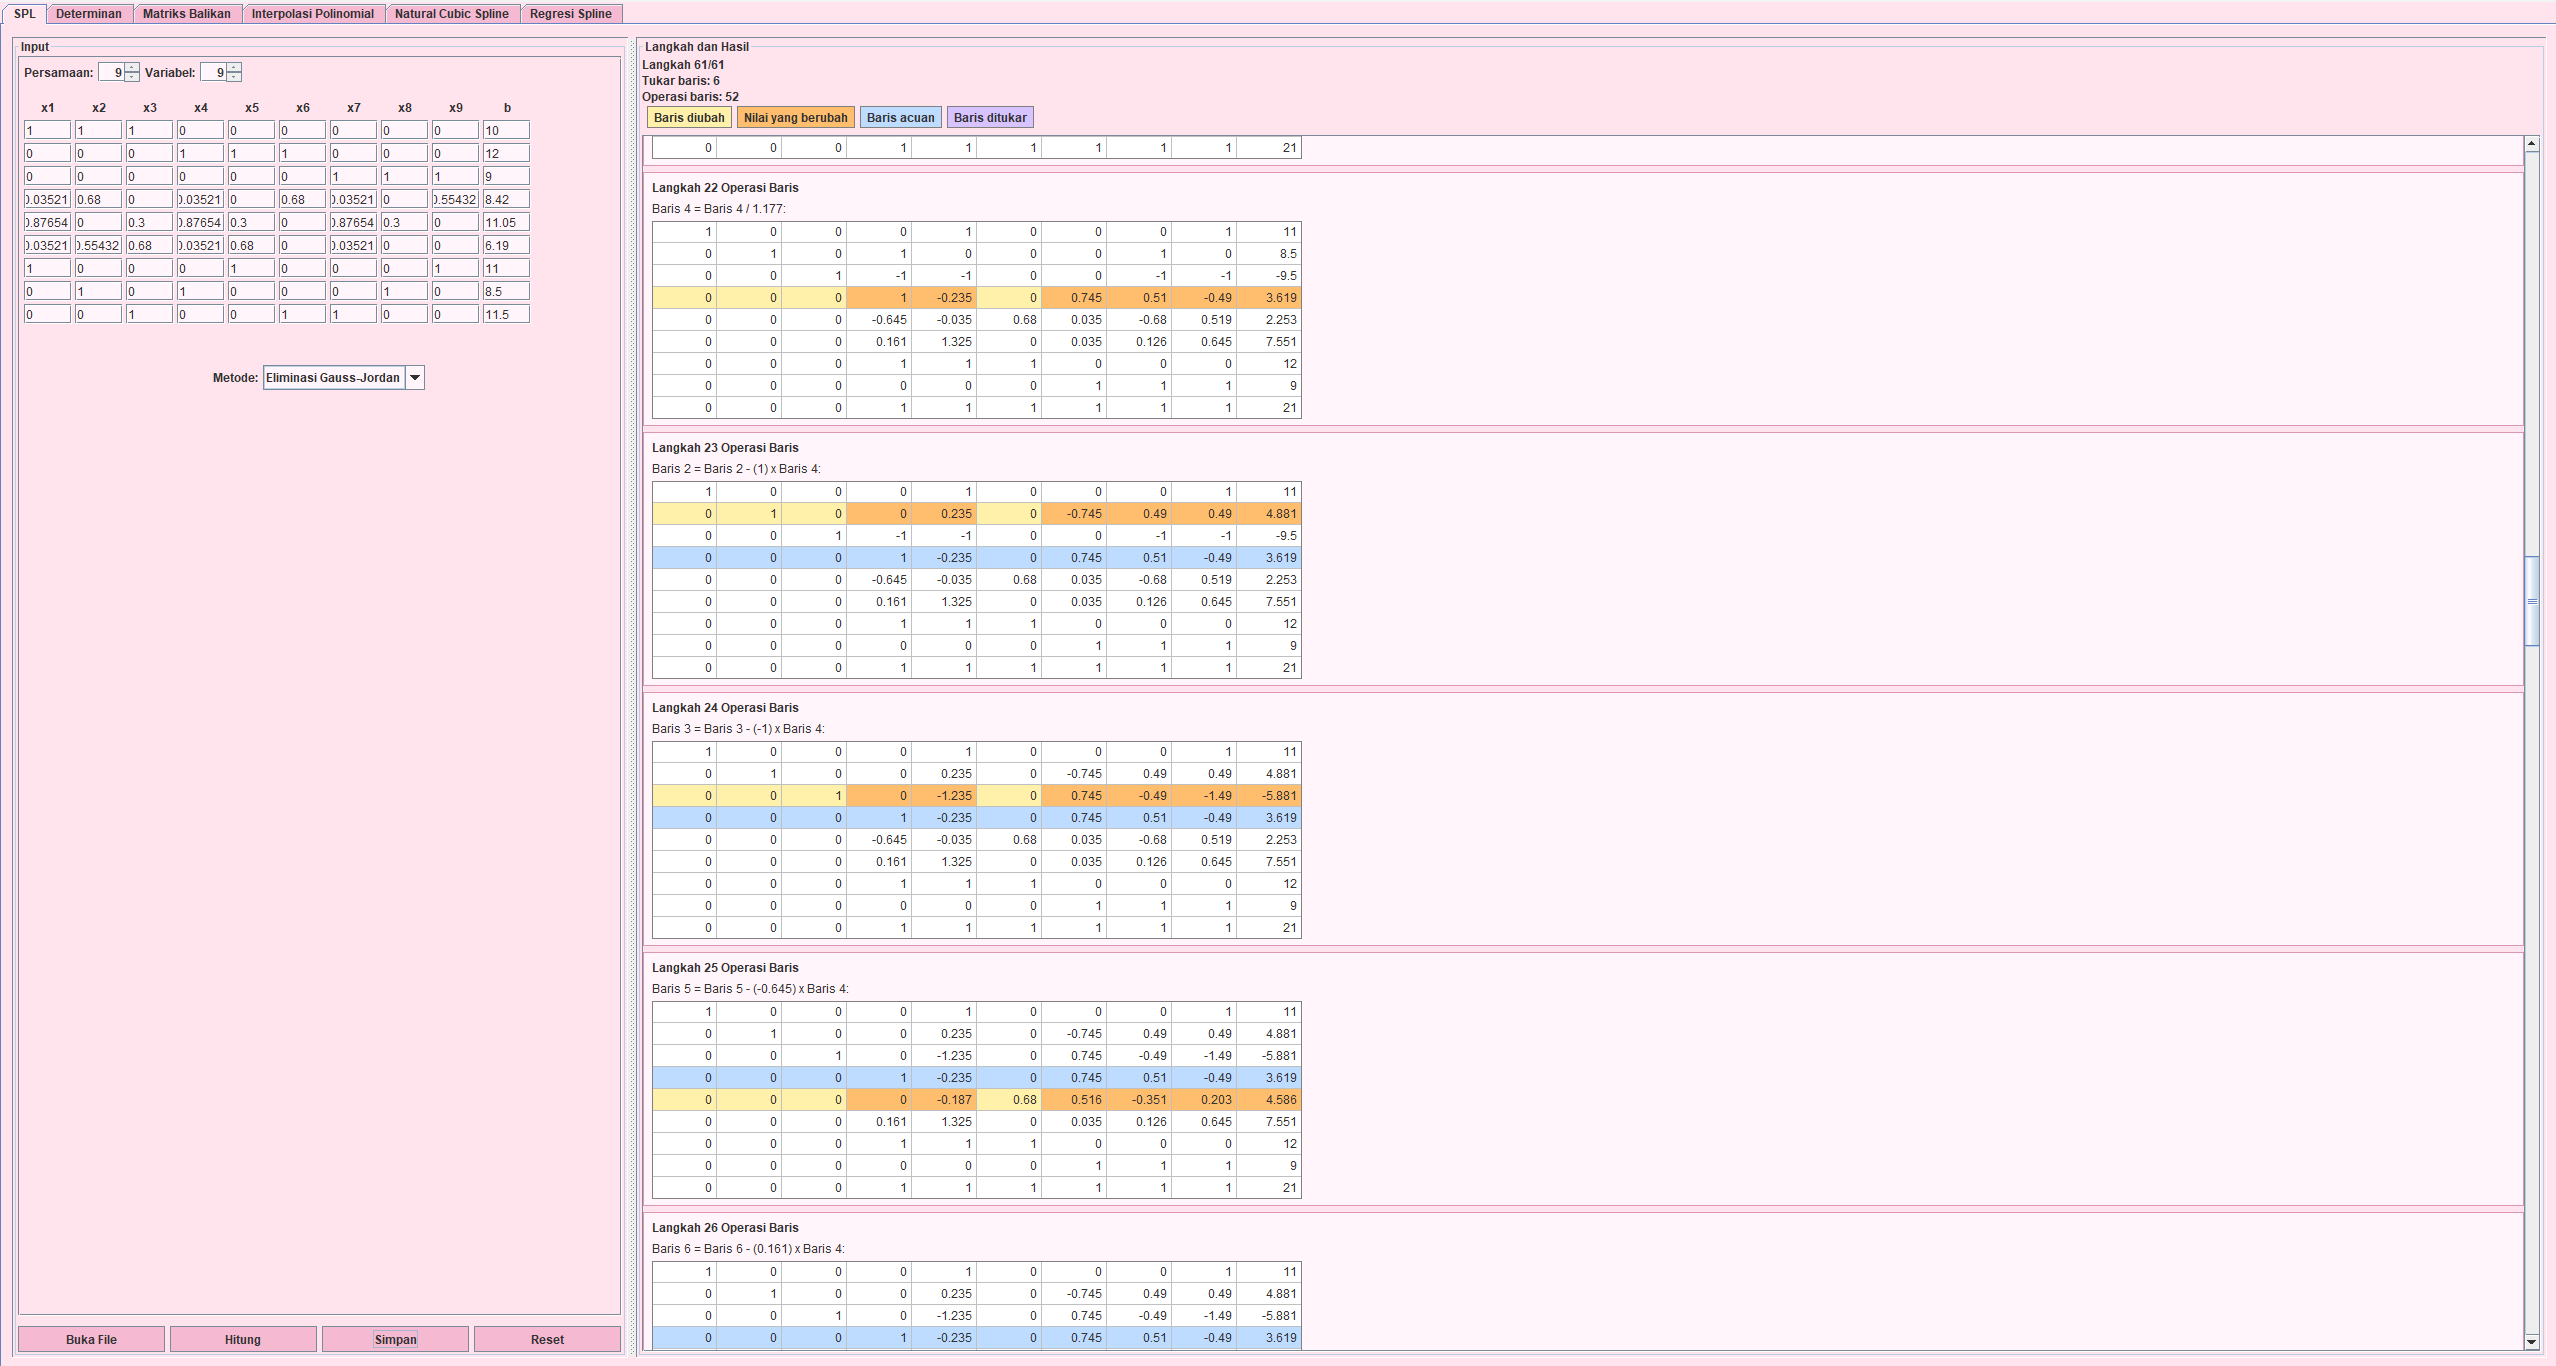 SPL Determinan Matriks Balikan Interpolasi Polinomial Natural Cubic Spline Regresi Spline
Input
Persamaan: 9 Variabel: 9
x1 x2 x3 x4 x5 x6 x7 x8 x9 b
1 1 1 0 0 0 0 0 0 10
0 0 0 1 1 1 0 0 0 12
0 0 0 0 0 0 1 1 1 9
0.03521 0.68 0 0.03521 0 0.68 0.03521 0 0.55432 8.42
0.87654 0 0.3 0.87654 0.3 0 0.87654 0.3 0 11.05
0.03521 0.55432 0.68 0.03521 0.68 0 0.03521 0 0 6.19
1 0 0 0 1 0 0 0 1 11
0 1 0 1 0 0 0 1 0 8.5
0 0 1 0 0 1 1 0 0 11.5
Metode: Eliminasi Gauss-Jordan
Buka File Hitung Simpan Reset
Langkah dan Hasil
Langkah 61/61
Tukar baris: 6
Operasi baris: 52
Baris diubah Nilai yang berubah Baris acuan Baris ditukar
0 0 0 1 1 1 1 1 1 21
Langkah 22 Operasi Baris
Baris 4 = Baris 4 / 1.177:
1 0 0 0 1 0 0 0 1 11
0 1 0 1 0 0 0 1 0 8.5
0 0 1 -1 -1 0 0 -1 -1 -9.5
0 0 0 1 -0.235 0 0.745 0.51 -0.49 3.619
0 0 0 -0.645 -0.035 0.68 0.035 -0.68 0.519 2.253
0 0 0 0.161 1.325 0 0.035 0.126 0.645 7.551
0 0 0 1 1 1 0 0 0 12
0 0 0 0 0 0 1 1 1 9
0 0 0 1 1 1 1 1 1 21
Langkah 23 Operasi Baris
Baris 2 = Baris 2 - (1) x Baris 4:
1 0 0 0 1 0 0 0 1 11
0 1 0 0 0.235 0 -0.745 0.49 0.49 4.881
0 0 1 -1 -1 0 0 -1 -1 -9.5
0 0 0 1 -0.235 0 0.745 0.51 -0.49 3.619
0 0 0 -0.645 -0.035 0.68 0.035 -0.68 0.519 2.253
0 0 0 0.161 1.325 0 0.035 0.126 0.645 7.551
0 0 0 1 1 1 0 0 0 12
0 0 0 0 0 0 1 1 1 9
0 0 0 1 1 1 1 1 1 21
Langkah 24 Operasi Baris
Baris 3 = Baris 3 - (-1) x Baris 4:
1 0 0 0 1 0 0 0 1 11
0 1 0 0 0.235 0 -0.745 0.49 0.49 4.881
0 0 1 0 -1.235 0 0.745 -0.49 -1.49 -5.881
0 0 0 1 -0.235 0 0.745 0.51 -0.49 3.619
0 0 0 -0.645 -0.035 0.68 0.035 -0.68 0.519 2.253
0 0 0 0.161 1.325 0 0.035 0.126 0.645 7.551
0 0 0 1 1 1 0 0 0 12
0 0 0 0 0 0 1 1 1 9
0 0 0 1 1 1 1 1 1 21
Langkah 25 Operasi Baris
Baris 5 = Baris 5 - (-0.645) x Baris 4:
1 0 0 0 1 0 0 0 1 11
0 1 0 0 0.235 0 -0.745 0.49 0.49 4.881
0 0 1 0 -1.235 0 0.745 -0.49 -1.49 -5.881
0 0 0 1 -0.235 0 0.745 0.51 -0.49 3.619
0 0 0 0 -0.187 0.68 0.516 -0.351 0.203 4.586
0 0 0 0.161 1.325 0 0.035 0.126 0.645 7.551
0 0 0 1 1 1 0 0 0 12
0 0 0 0 0 0 1 1 1 9
0 0 0 1 1 1 1 1 1 21
Langkah 26 Operasi Baris
Baris 6 = Baris 6 - (0.161) x Baris 4:
1 0 0 0 1 0 0 0 1 11
0 1 0 0 0.235 0 -0.745 0.49 0.49 4.881
0 0 1 0 -1.235 0 0.745 -0.49 -1.49 -5.881
0 0 0 1 -0.235 0 0.745 0.51 -0.49 3.619